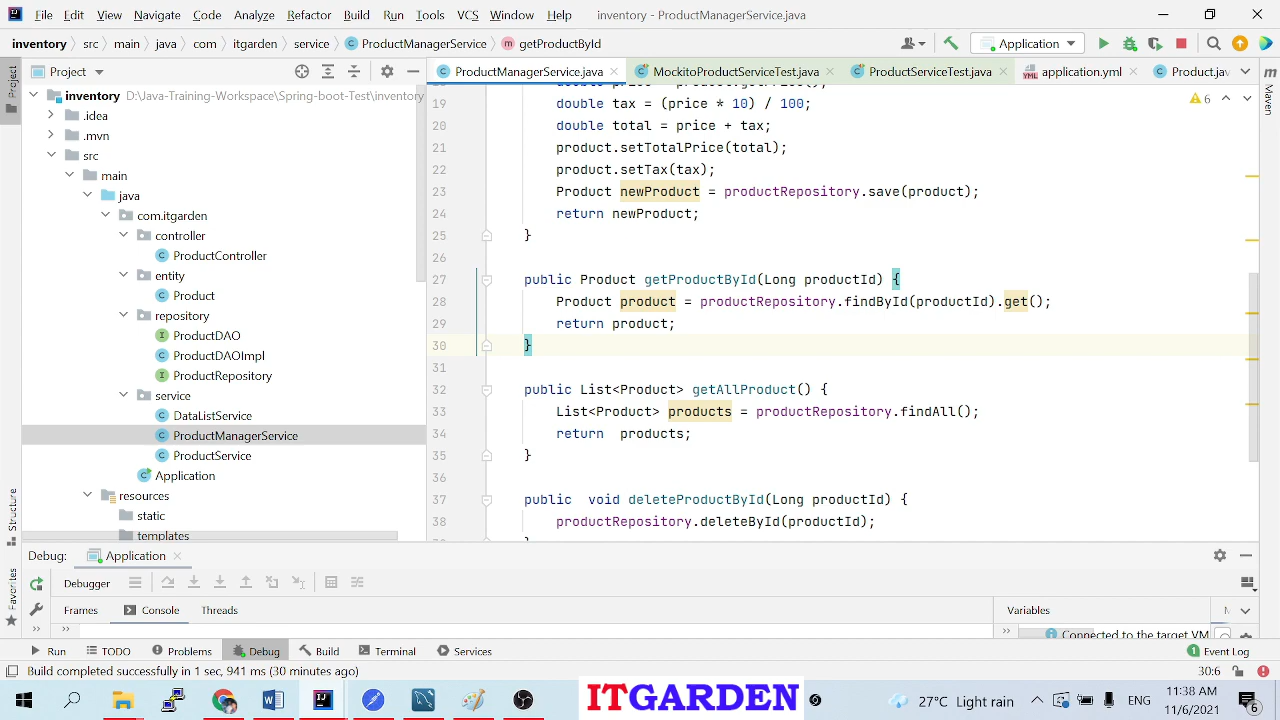 File Edit View Navigate Code Analyze Refactor Build Run Tools VCS Window Help inventory - ProductManagerService.java
inventory src main java com itgarden service ProductManagerService getProductById Application
Project
Project
ProductManagerService.java MockitoProductServiceTest.java ProductServiceTest.java application.yml Product.ja
Maven
inventory D:\Java-Training-Workspace\Spring-boot-Test\inventory
.idea
.mvn
src
main
java
com.itgarden
controller
ProductController
entity
Product
repository
ProductDAO
ProductDAOImpl
ProductRepository
service
DataListService
ProductManagerService
ProductService
Application
resources
static
templates
6
19 double tax = (price * 10) / 100;
20 double total = price + tax;
21 product.setTotalPrice(total);
22 product.setTax(tax);
23 Product newProduct = productRepository.save(product);
24 return newProduct;
25 }
26
27 public Product getProductById(Long productId) {
28 Product product = productRepository.findById(productId).get();
29 return product;
30 }
31
32 public List<Product> getAllProduct() {
33 List<Product> products = productRepository.findAll();
34 return products;
35 }
36
37 public void deleteProductById(Long productId) {
38 productRepository.deleteById(productId);
Structure
Favorites
Debug: Application
Debugger
Frames Console Threads Variables
Connected to the target VM
Run TODO Problems Debug Build Terminal Services Event Log
Build completed successfully in 1 sec, 941 ms (30 minutes ago) 30:6
ITGARDEN
27°C Light rain ENG 11:38 AM
11/6/2021 6